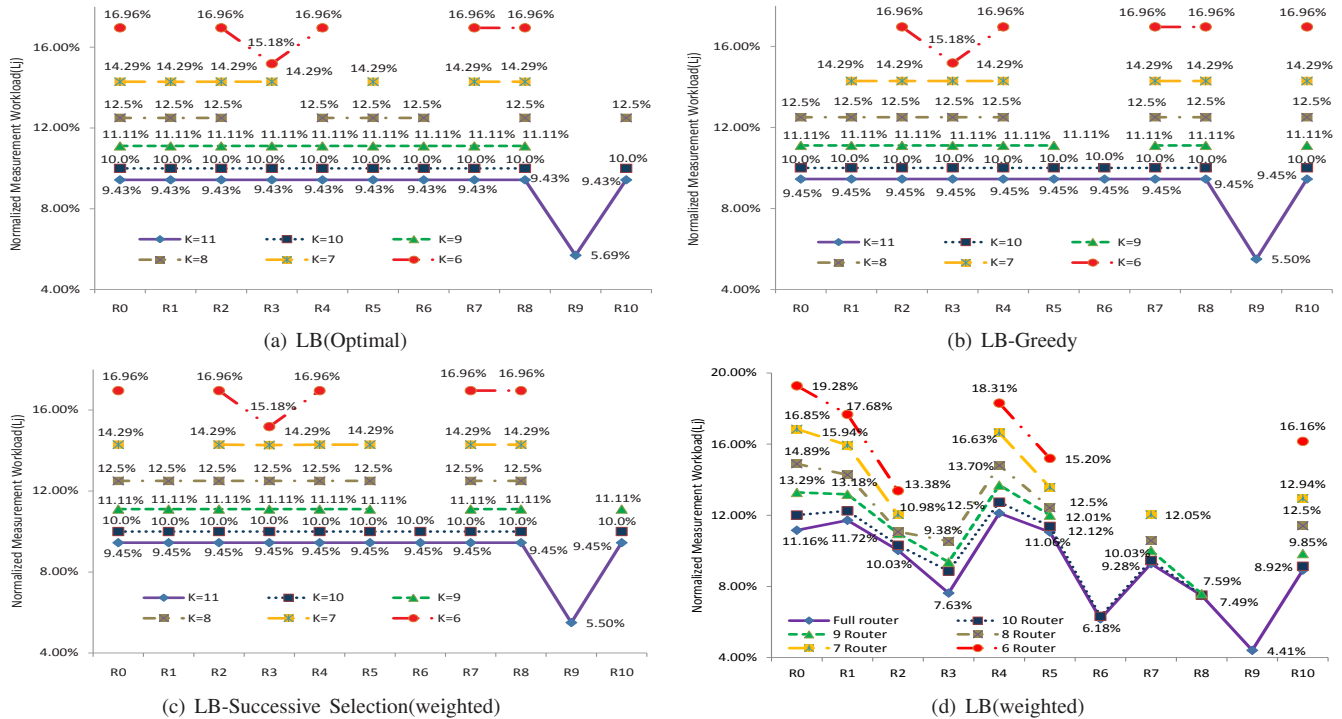 16.96% 16.96% 16.96% 16.96% 16.96%
16.00%
15.18%
14.29% 14.29% 14.29% 14.29% 14.29% 14.29% 14.29%
12.5% 12.5% 12.5% 12.5% 12.5% 12.5% 12.5% 12.5%
12.00%
11.11% 11.11% 11.11% 11.11% 11.11% 11.11% 11.11% 11.11% 11.11%
10.0% 10.0% 10.0% 10.0% 10.0% 10.0% 10.0% 10.0% 10.0% 10.0%
9.43% 9.43% 9.43% 9.43% 9.43% 9.43% 9.43% 9.43% 9.43% 9.43%
8.00%
K=11 K=10 K=9
5.69%
K=8 K=7 K=6
4.00%
R0 R1 R2 R3 R4 R5 R6 R7 R8 R9 R10
Normalized Measurement Workload(Lj)
(a) LB(Optimal)
16.96% 16.96% 16.96% 16.96% 16.96%
16.00%
15.18%
14.29% 14.29% 14.29% 14.29% 14.29% 14.29% 14.29%
12.5% 12.5% 12.5% 12.5% 12.5% 12.5% 12.5% 12.5%
12.00%
11.11% 11.11% 11.11% 11.11% 11.11% 11.11% 11.11% 11.11% 11.11%
10.0% 10.0% 10.0% 10.0% 10.0% 10.0% 10.0% 10.0% 10.0% 10.0%
9.45% 9.45% 9.45% 9.45% 9.45% 9.45% 9.45% 9.45% 9.45% 9.45%
8.00%
K=11 K=10 K=9
5.50%
K=8 K=7 K=6
4.00%
R0 R1 R2 R3 R4 R5 R6 R7 R8 R9 R10
Normalized Measurement Workload(Lj)
(b) LB-Greedy
16.96% 16.96% 16.96% 16.96% 16.96%
16.00%
15.18%
14.29% 14.29% 14.29% 14.29% 14.29% 14.29%
12.5% 12.5% 12.5% 12.5% 12.5% 12.5% 12.5% 12.5%
12.00%
11.11% 11.11% 11.11% 11.11% 11.11% 11.11% 11.11% 11.11% 11.11%
10.0% 10.0% 10.0% 10.0% 10.0% 10.0% 10.0% 10.0% 10.0%
9.45% 9.45% 9.45% 9.45% 9.45% 9.45% 9.45% 9.45% 9.45% 9.45%
8.00%
K=11 K=10 K=9
5.50%
K=8 K=7 K=6
4.00%
R0 R1 R2 R3 R4 R5 R6 R7 R8 R9 R10
Normalized Measurement Workload(Lj)
(c) LB-Successive Selection(weighted)
20.00%
19.28% 17.68% 18.31%
16.85% 15.94% 16.63% 16.16%
16.00%
14.89% 13.70% 15.20%
13.29% 13.18% 13.38% 12.94%
12.00%
10.98% 12.5% 12.5% 12.05% 12.5%
9.38% 12.01%
11.16% 11.72% 11.06% 12.12%
10.03% 10.03% 9.85%
9.28% 8.92%
8.00%
7.63% 7.59%
7.49%
6.18%
Full router 10 Router
9 Router 8 Router
7 Router 6 Router
4.41%
4.00%
R0 R1 R2 R3 R4 R5 R6 R7 R8 R9 R10
Normalized Measurement Workload(Lj)
(d) LB(weighted)